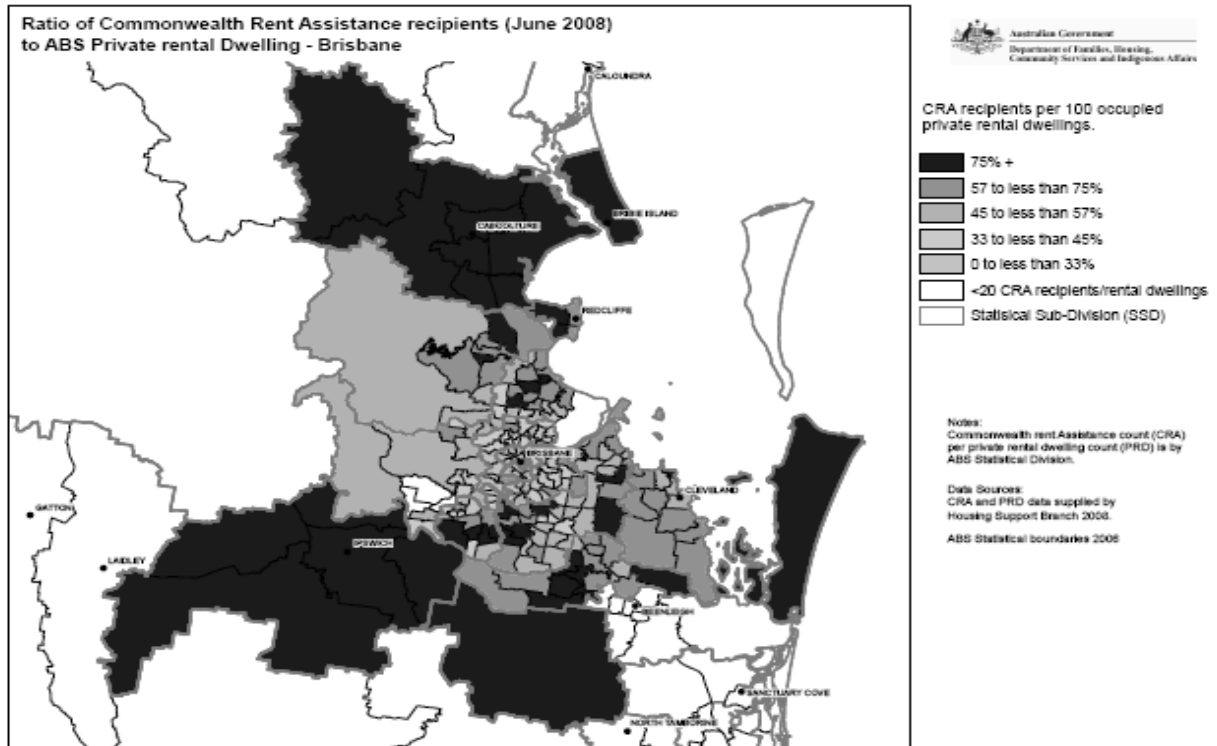 Ratio of Commonwealth Rent Assistance recipients (June 2008)
to ABS Private rental Dwelling - Brisbane
Australian Government
Department of Families, Housing,
Community Services and Indigenous Affairs
CRA recipients per 100 occupied
private rental dwellings.
75% +
57 to less than 75%
45 to less than 57%
33 to less than 45%
0 to less than 33%
<20 CRA recipients/rental dwellings
Statisical Sub-Division (SSD)
Notes:
Commonwealth rent Assistance count (CRA)
per private rental dwelling count (PRD) is by
ABS Statistical Division.
Data Sources:
CRA and PRD data supplied by
Housing Support Branch 2008.
ABS Statistical boundaries 2006
CALOUNDRA
BRIBIE ISLAND
CABOOLTURE
REDCLIFFE
BRISBANE
CLEVELAND
GATTON
IPSWICH
LAIDLEY
BEENLEIGH
SANCTUARY COVE
NORTH TAMBORINE